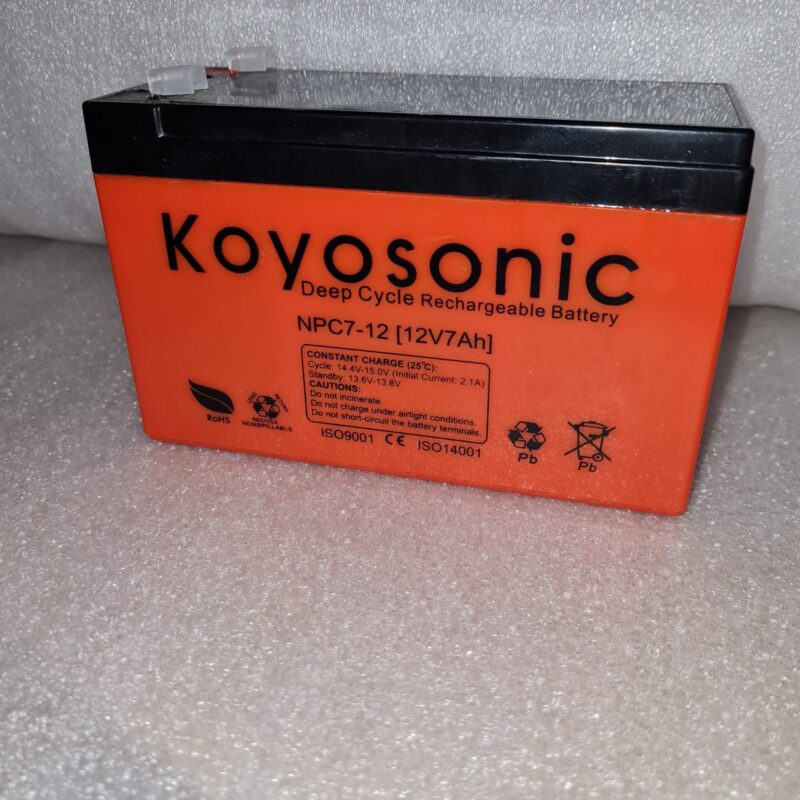 Koyosonic
Deep Cycle Rechargeable Battery
NPC7-12 [12V7Ah]
CONSTANT CHARGE (25℃):
Cycle: 14.4V-15.0V (Initial Current: 2.1A)
Standby: 13.6V-13.8V
CAUTIONS:
Do not incinerate.
Do not charge under airtight conditions.
Do not short-circuit the battery terminals.
RoHS
LEAD
RECYCLE
NONSPILLABLE
ISO9001 CE ISO14001
Pb
Pb